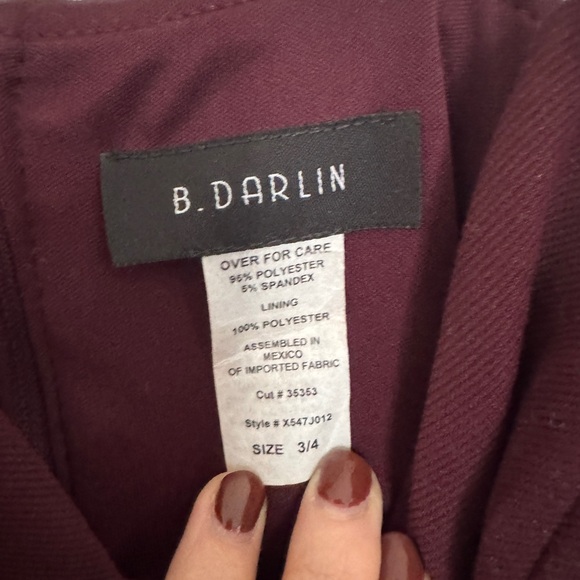 B. DARLIN
OVER FOR CARE
95% POLYESTER
5% SPANDEX
LINING
100% POLYESTER
ASSEMBLED IN
MEXICO
OF IMPORTED FABRIC
Cut # 35353
Style # X547J012
SIZE 3/4